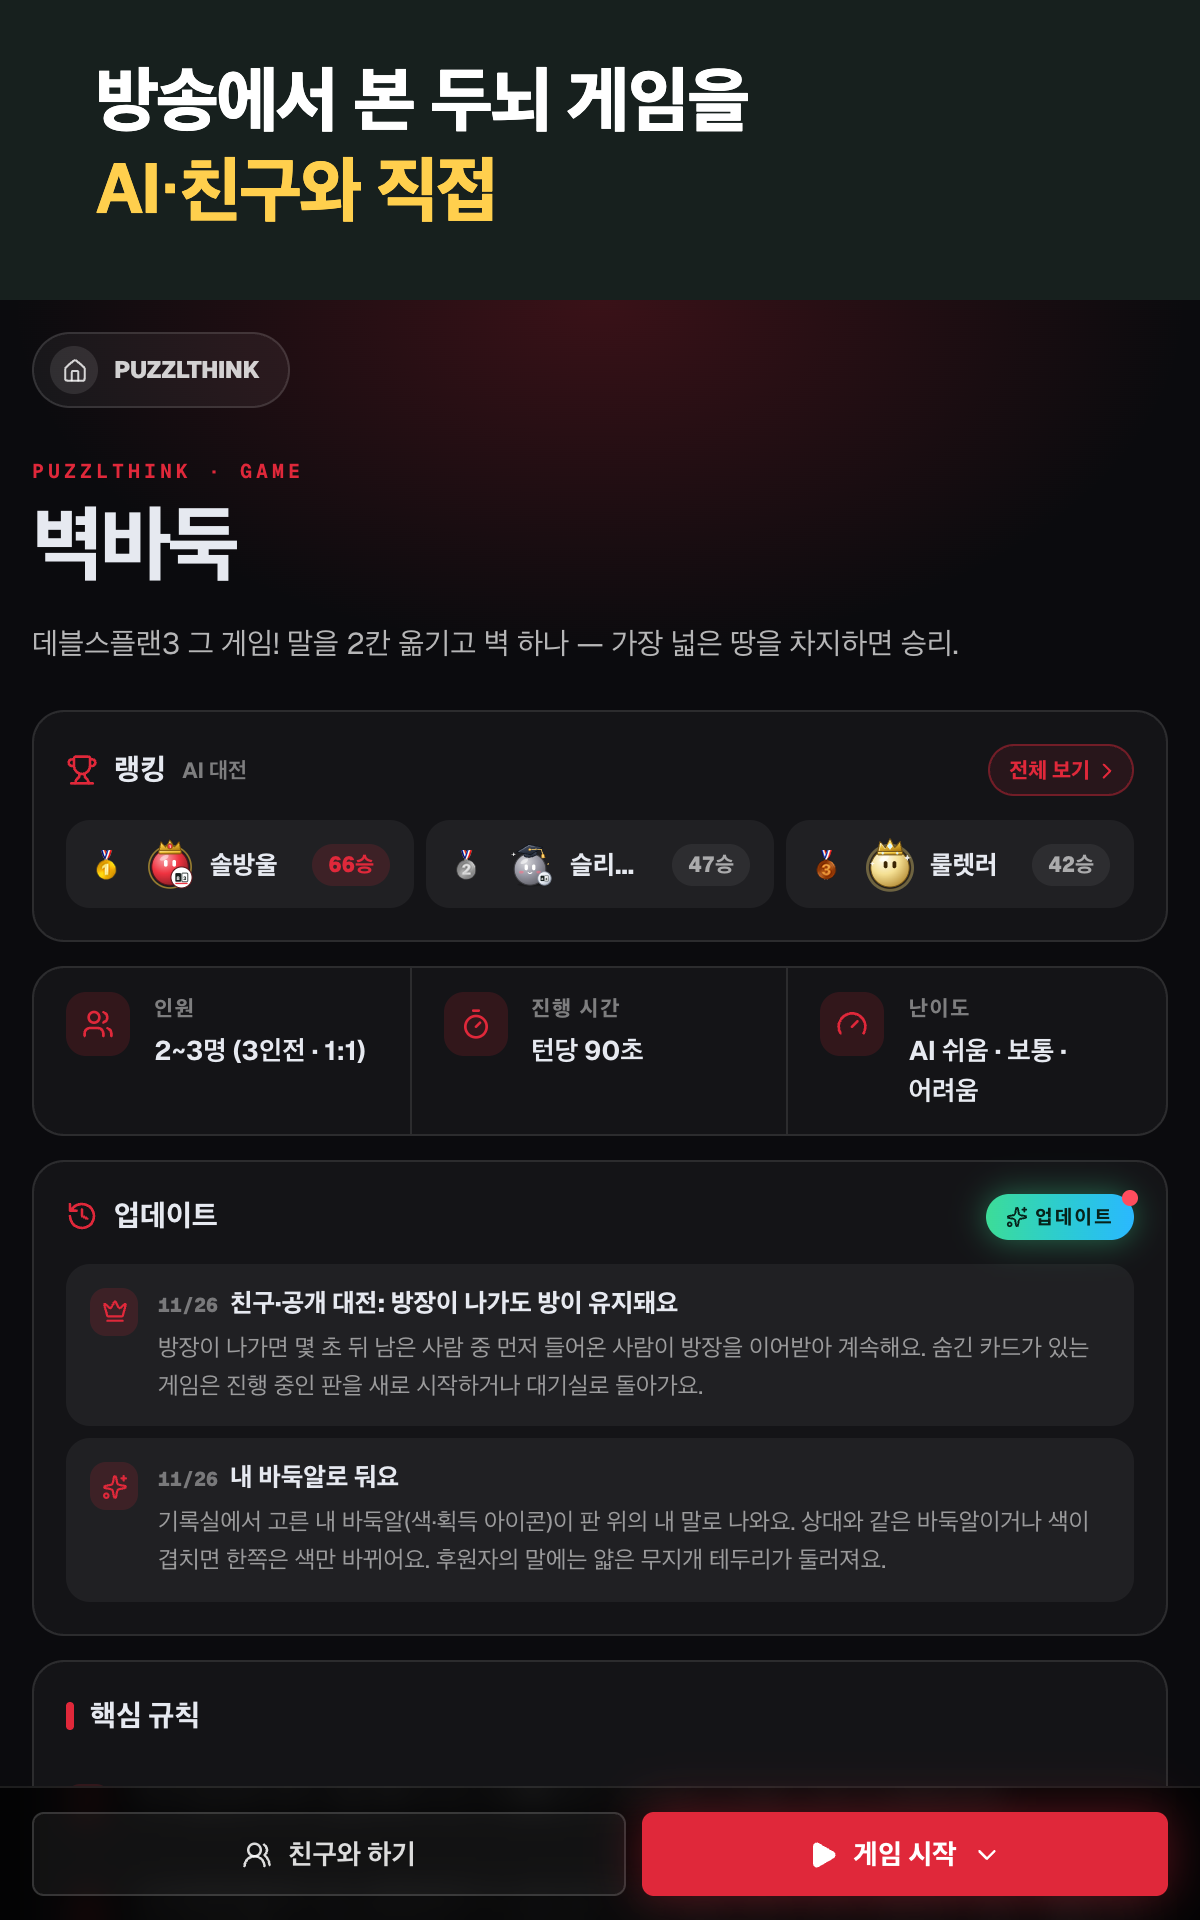 방송에서 본 두뇌 게임을
AI·친구와 직접
PUZZLTHINK
PUZZLTHINK · GAME
벽바둑
데블스플랜3 그 게임! 말을 2칸 옮기고 벽 하나 — 가장 넓은 땅을 차지하면 승리.
랭킹 AI 대전
전체 보기
1 솔방울 66승
2 슬리... 47승
3 룰렛러 42승
인원
2~3명 (3인전 · 1:1)
진행 시간
턴당 90초
난이도
AI 쉬움 · 보통 ·
어려움
업데이트
업데이트
11/26 친구·공개 대전: 방장이 나가도 방이 유지돼요
방장이 나가면 몇 초 뒤 남은 사람 중 먼저 들어온 사람이 방장을 이어받아 계속해요. 숨긴 카드가 있는
게임은 진행 중인 판을 새로 시작하거나 대기실로 돌아가요.
11/26 내 바둑알로 둬요
기록실에서 고른 내 바둑알(색·획득 아이콘)이 판 위의 내 말로 나와요. 상대와 같은 바둑알이거나 색이
겹치면 한쪽은 색만 바뀌어요. 후원자의 말에는 얇은 무지개 테두리가 둘러져요.
핵심 규칙
친구와 하기
게임 시작